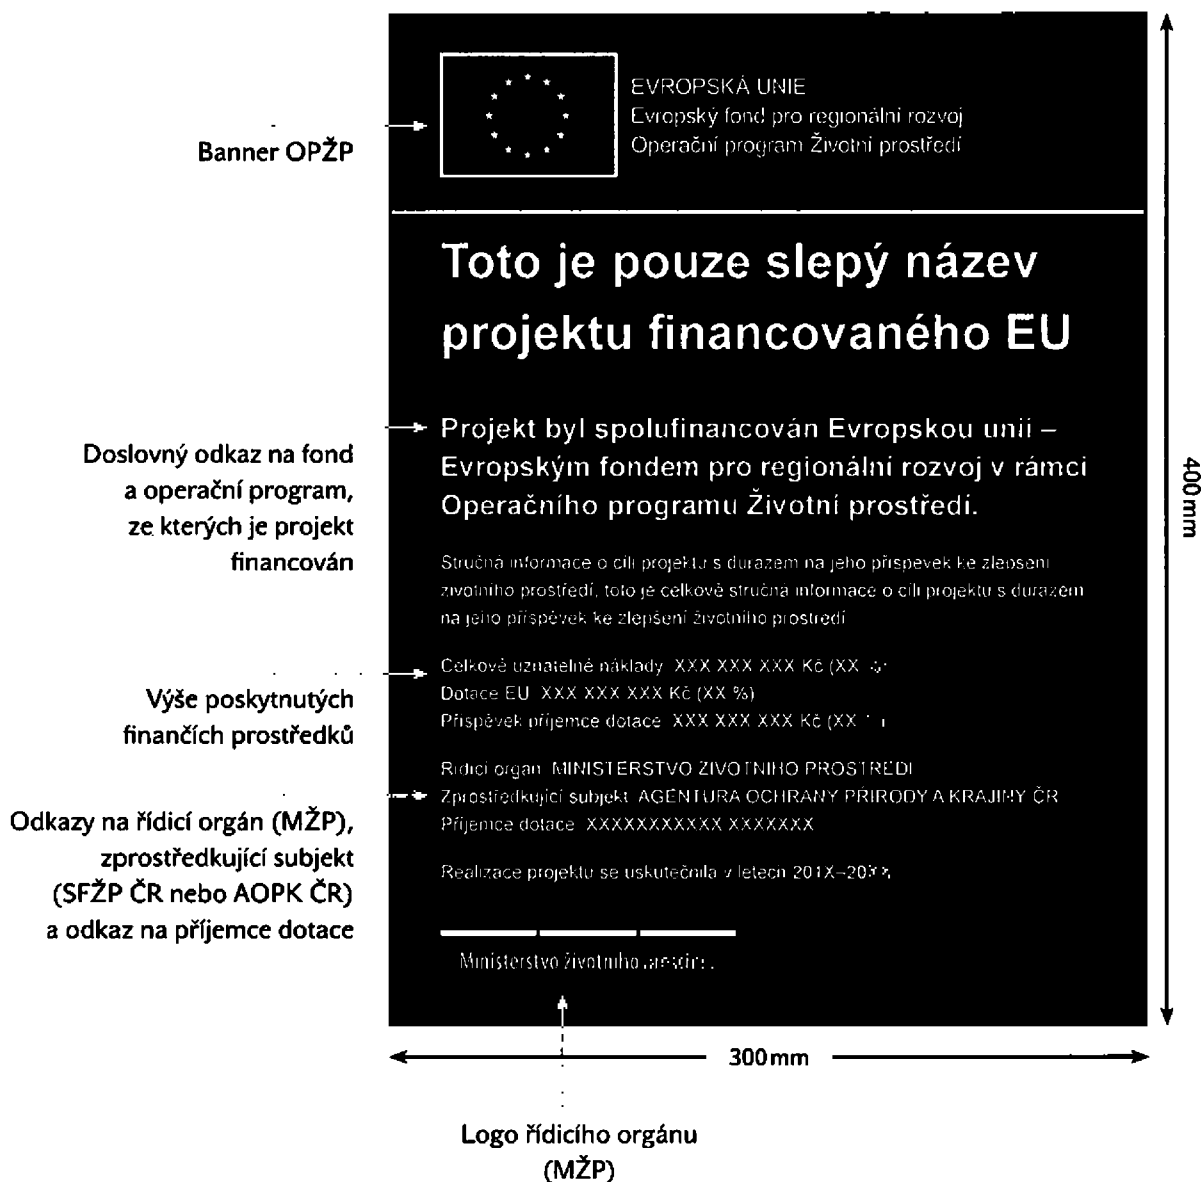 Banner OPŽP
EVROPSKÁ UNIE
Evropský fond pro regionální rozvoj
Operační program Životní prostředí
Toto je pouze slepý název
projektu financovaného EU
Doslovný odkaz na fond
a operační program,
ze kterých je projekt
financován
Projekt byl spolufinancován Evropskou unií –
Evropským fondem pro regionální rozvoj v rámci
Operačního programu Životní prostředí.
Stručná informace o cíli projektu s durazem na jeho příspěvek ke zlepšení
životního prostředí, toto je celkově stručná informace o cíli projektu s durazem
na jeho příspěvek ke zlepšení životního prostředí
Výše poskytnutých
finančích prostředků
Celkové uznatelné náklady XXX XXX XXX Kč (XX
Dotace EU XXX XXX XXX Kč (XX %)
Příspěvek příjemce dotace XXX XXX XXX Kč (XX
Odkazy na řídicí orgán (MŽP),
zprostředkující subjekt
(SFŽP ČR nebo AOPK ČR)
a odkaz na příjemce dotace
Řídicí orgán MINISTERSTVO ŽIVOTNÍHO PROSTŘEDÍ
Zprostředkující subjekt AGENTURA OCHRANY PŘÍRODY A KRAJINY ČR
Příjemce dotace XXXXXXXXXXX XXXXXXX
Realizace projektu se uskutečnila v letech 201X–20
Ministerstvo životního
400 mm
300 mm
Logo řídicího orgánu
(MŽP)